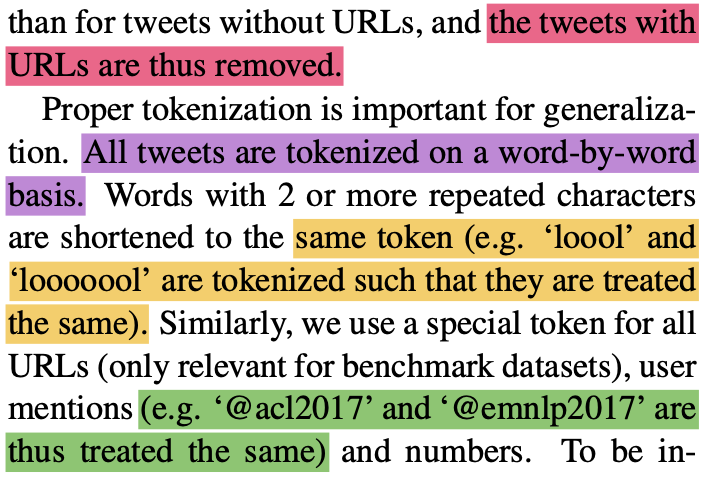 than for tweets without URLs, and the tweets with
URLs are thus removed.
Proper tokenization is important for generaliza-
tion. All tweets are tokenized on a word-by-word
basis. Words with 2 or more repeated characters
are shortened to the same token (e.g. ‘loool’ and
‘looooool’ are tokenized such that they are treated
the same). Similarly, we use a special token for all
URLs (only relevant for benchmark datasets), user
mentions (e.g. ‘@acl2017’ and ‘@emnlp2017’ are
thus treated the same) and numbers. To be in-